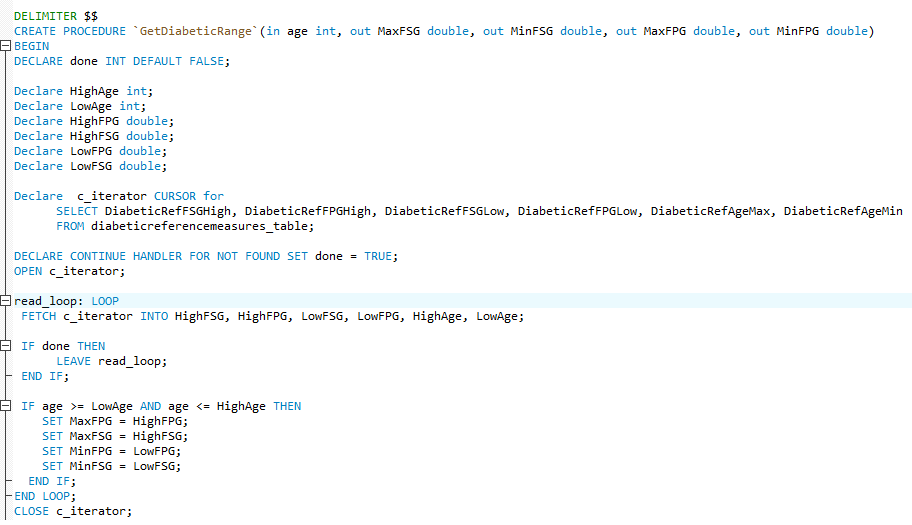 DELIMITER $$
CREATE PROCEDURE `GetDiabeticRange`(in age int, out MaxFSG double, out MinFSG double, out MaxFPG double, out MinFPG double)
BEGIN
DECLARE done INT DEFAULT FALSE;
Declare HighAge int;
Declare LowAge int;
Declare HighFPG double;
Declare HighFSG double;
Declare LowFPG double;
Declare LowFSG double;
Declare  c_iterator CURSOR for
SELECT DiabeticRefFSGHigh, DiabeticRefFPGHigh, DiabeticRefFSGLow, DiabeticRefFPGLow, DiabeticRefAgeMax, DiabeticRefAgeMin
FROM diabeticreferencemeasures_table;
DECLARE CONTINUE HANDLER FOR NOT FOUND SET done = TRUE;
OPEN c_iterator;
read_loop: LOOP
FETCH c_iterator INTO HighFSG, HighFPG, LowFSG, LowFPG, HighAge, LowAge;
IF done THEN
LEAVE read_loop;
END IF;
IF age >= LowAge AND age <= HighAge THEN
SET MaxFPG = HighFPG;
SET MaxFSG = HighFSG;
SET MinFPG = LowFPG;
SET MinFSG = LowFSG;
END IF;
END LOOP;
CLOSE c_iterator;